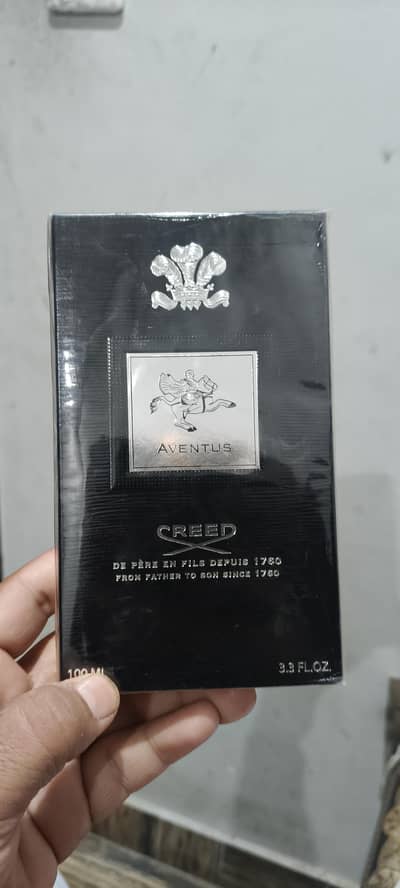 AVENTUS
CREED
DE PÈRE EN FILS DEPUIS 1760
FROM FATHER TO SON SINCE 1760
100 ML
3.3 FL.OZ.